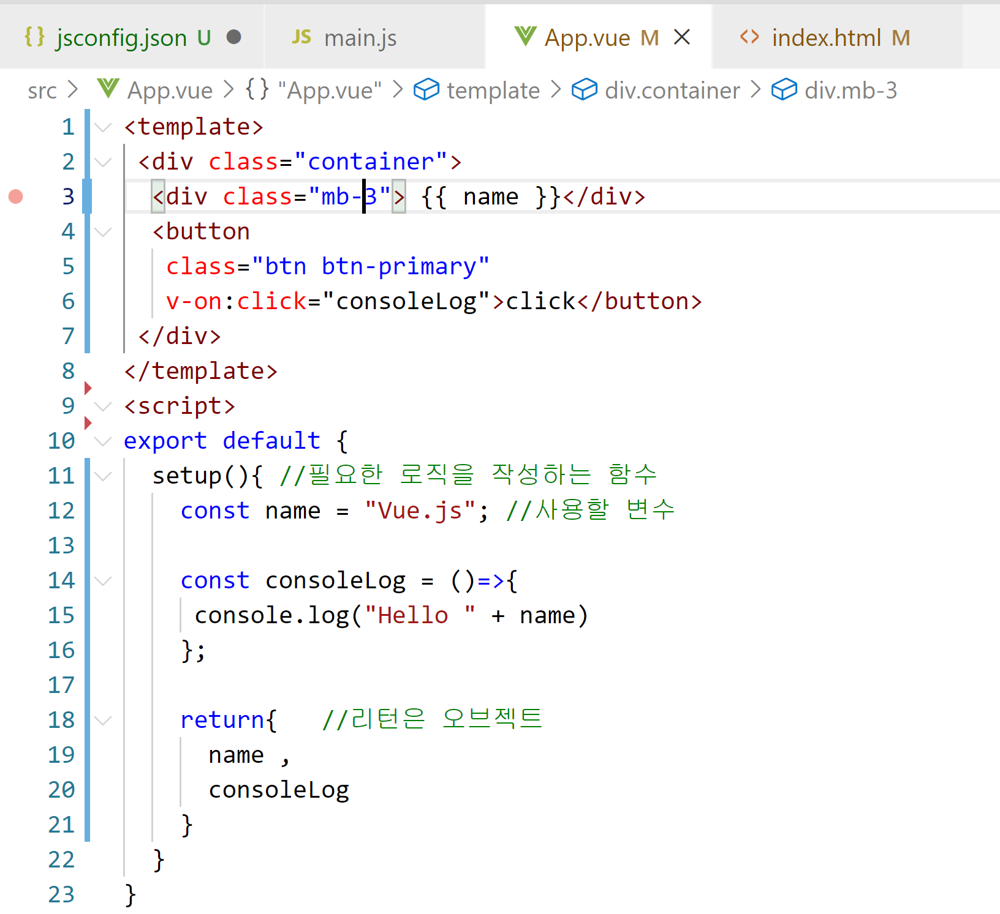 {} jsconfig.json U ● JS main.js App.vue M × <> index.html M
src > App.vue > {} "App.vue" > template > div.container > div.mb-3
1 <template>
2 <div class="container">
3 <div class="mb-3"> {{ name }}</div>
4 <button
5 class="btn btn-primary"
6 v-on:click="consoleLog">click</button>
7 </div>
8 </template>
9 <script>
10 export default {
11 setup(){ //필요한 로직을 작성하는 함수
12 const name = "Vue.js"; //사용할 변수
13
14 const consoleLog = ()=>{
15 console.log("Hello " + name)
16 };
17
18 return{ //리턴은 오브젝트
19 name ,
20 consoleLog
21 }
22 }
23 }